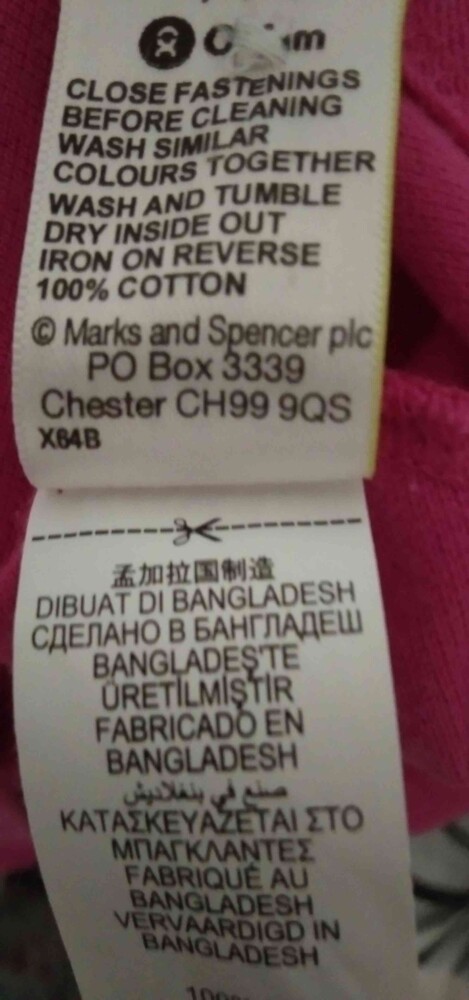 CLOSE FASTENINGS
BEFORE CLEANING
WASH SIMILAR
COLOURS TOGETHER
WASH AND TUMBLE
DRY INSIDE OUT
IRON ON REVERSE
100% COTTON
© Marks and Spencer plc
PO Box 3339
Chester CH99 9QS
X64B
孟加拉国制造
DIBUAT DI BANGLADESH
СДЕЛАНО В БАНГЛАДЕШ
BANGLADEŞ'TE
ÜRETİLMİŞTİR
FABRICADO EN
BANGLADESH
صنع في بنغلاديش
ΚΑΤΑΣΚΕΥΑΖΕΤΑΙ ΣΤΟ
ΜΠΑΓΚΛΑΝΤΕΣ
FABRIQUÉ AU
BANGLADESH
VERVAARDIGD IN
BANGLADESH